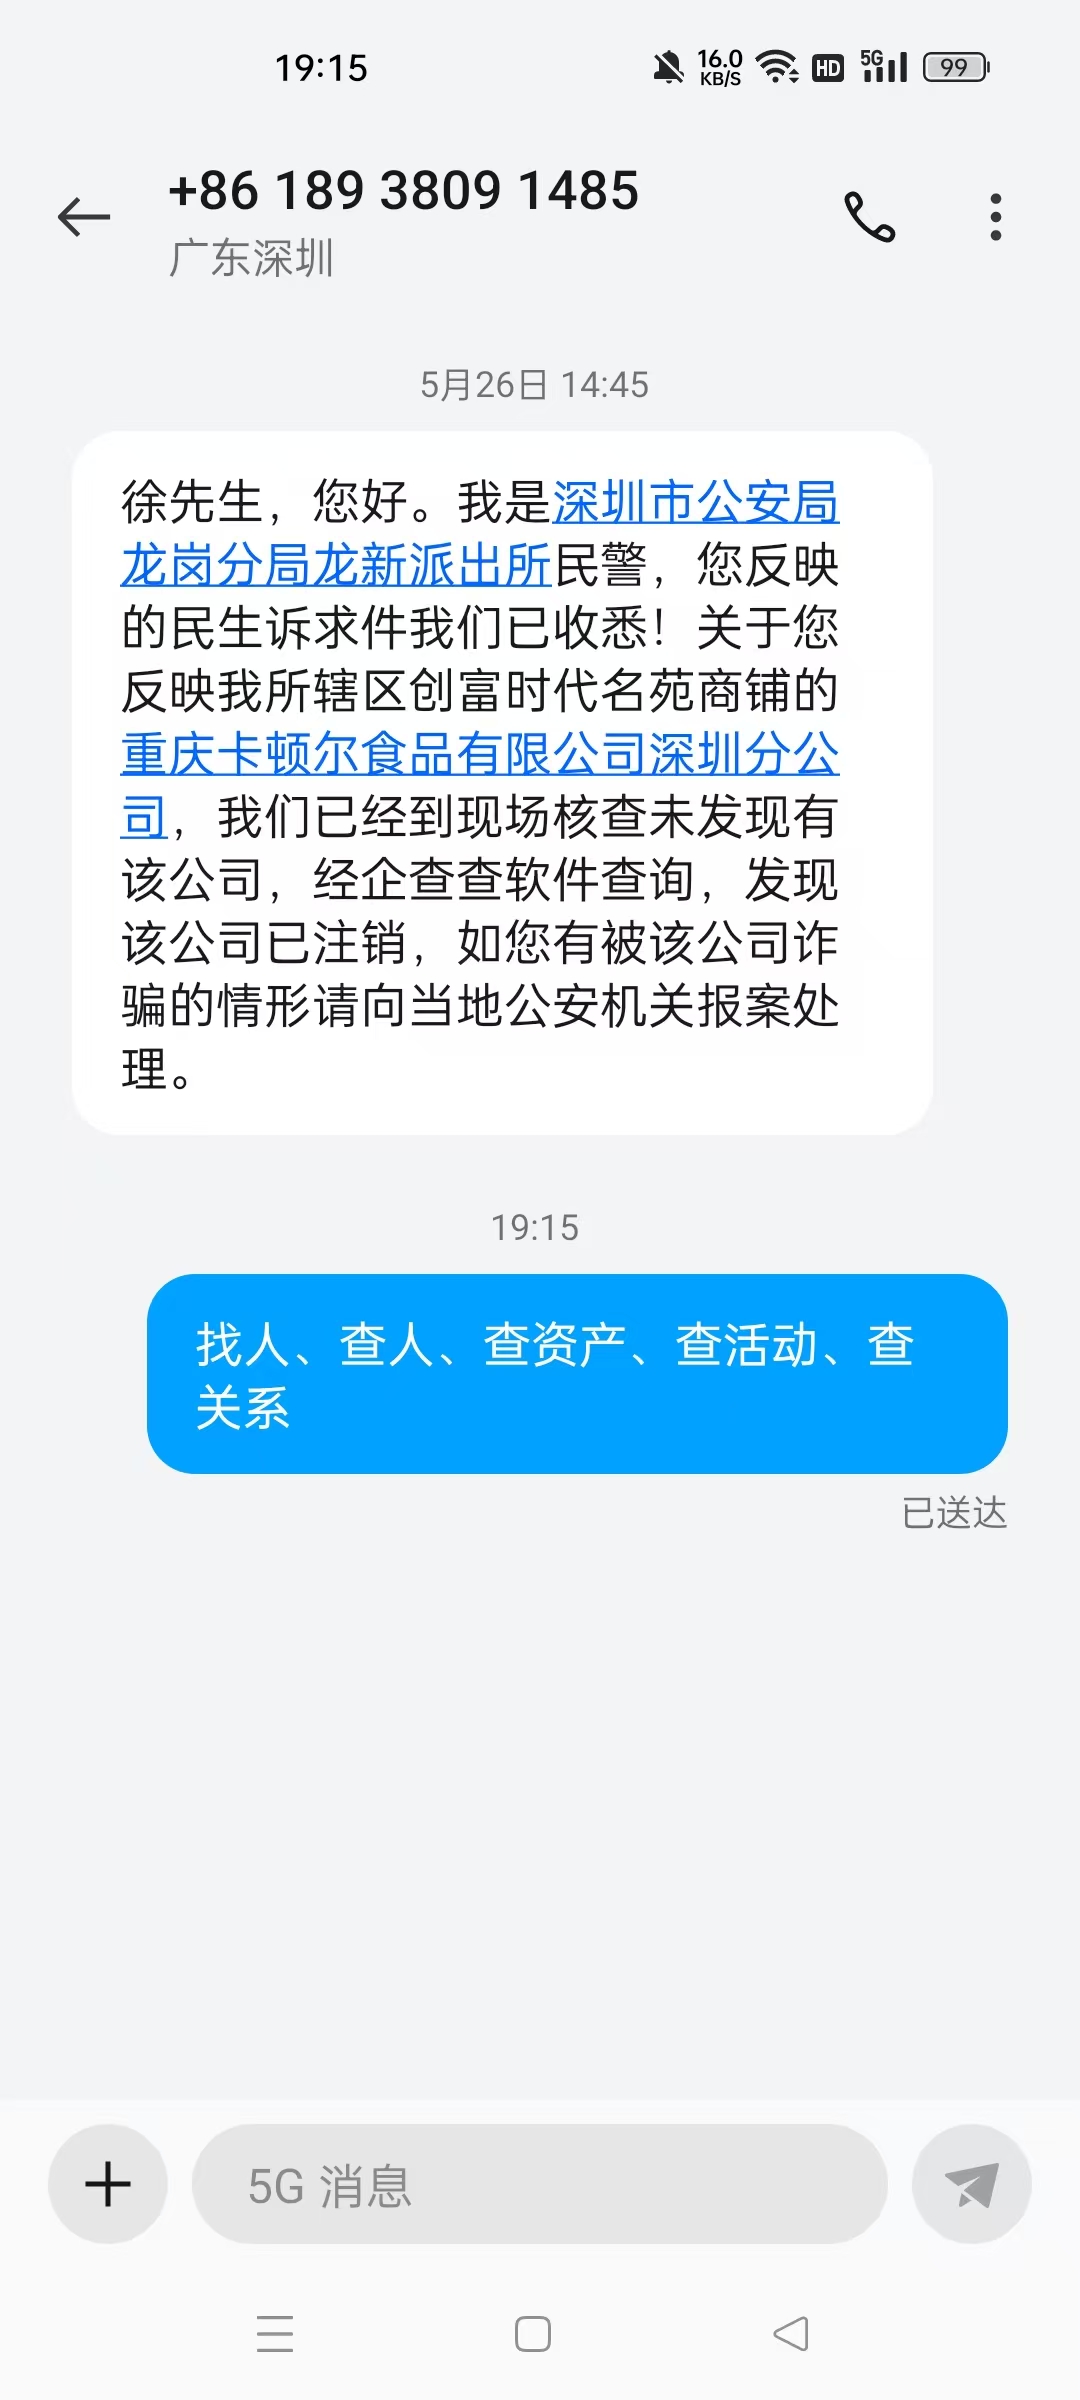 19:15
16.0
KB/S
HD
5G
99
+86 189 3809 1485
广东深圳
5月26日 14:45
徐先生，您好。我是深圳市公安局
龙岗分局龙新派出所民警，您反映
的民生诉求件我们已收悉！关于您
反映我所辖区创富时代名苑商铺的
重庆卡顿尔食品有限公司深圳分公
司，我们已经到现场核查未发现有
该公司，经企查查软件查询，发现
该公司已注销，如您有被该公司诈
骗的情形请向当地公安机关报案处
理。
19:15
找人、查人、查资产、查活动、查
关系
已送达
5G 消息